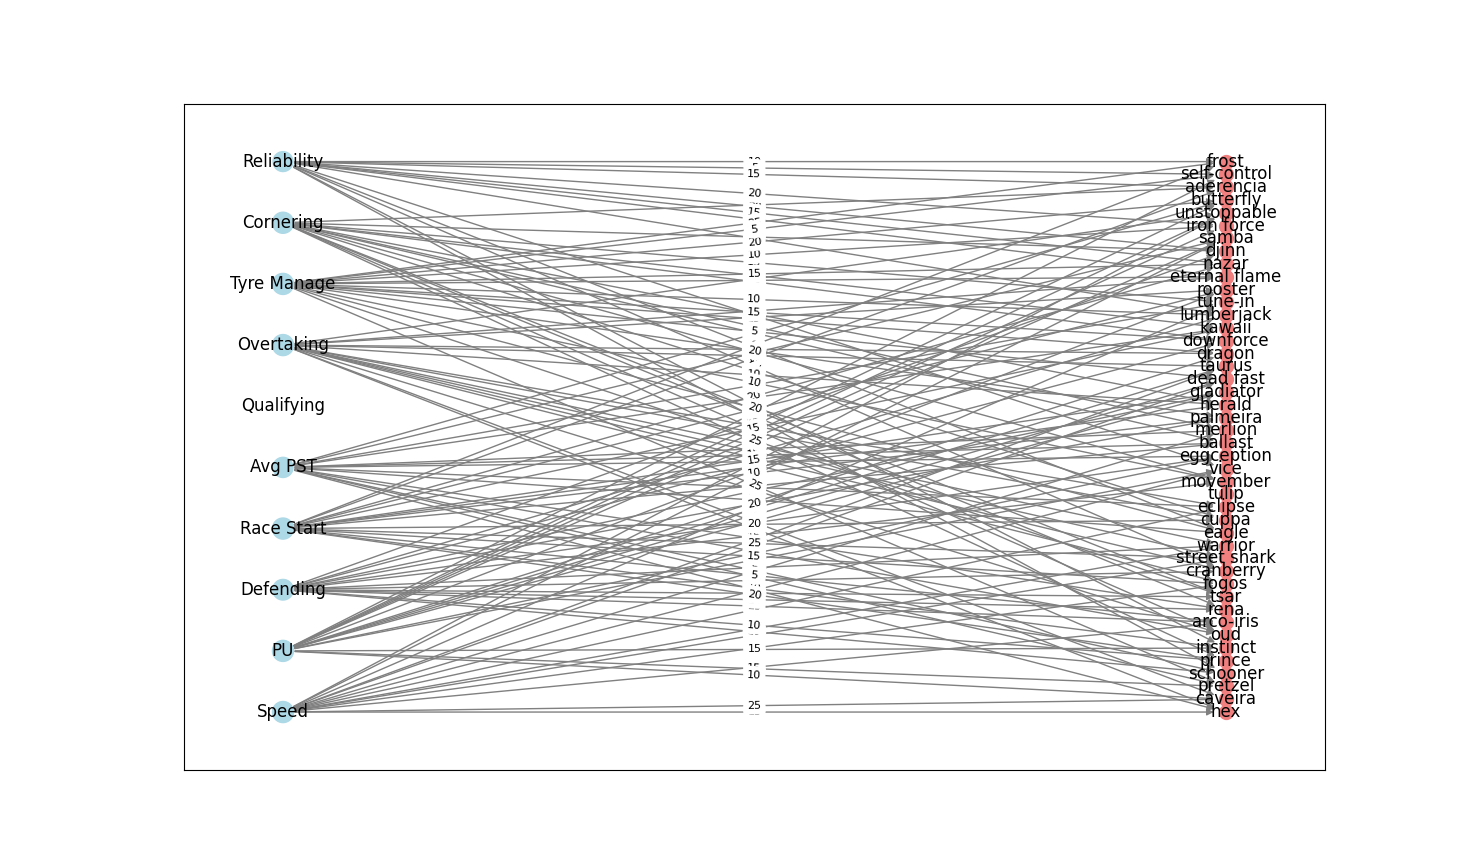 Reliability
Cornering
Tyre Manage
Overtaking
Qualifying
Avg PST
Race Start
Defending
PU
Speed
15
20
15
5
20
10
15
10
15
5
20
10
20
15
25
15
10
25
20
20
25
15
5
20
10
15
10
25
frost
self-control
aderencia
butterfly
unstoppable
iron force
samba
djinn
nazar
eternal flame
rooster
tune-in
lumberjack
kawaii
downforce
dragon
taurus
dead fast
gladiator
herald
palmeira
merlion
ballast
eggception
vice
movember
tulip
eclipse
cuppa
eagle
warrior
street shark
cranberry
fogos
tsar
rena
arco-iris
oud
instinct
prince
schooner
pretzel
caveira
hex